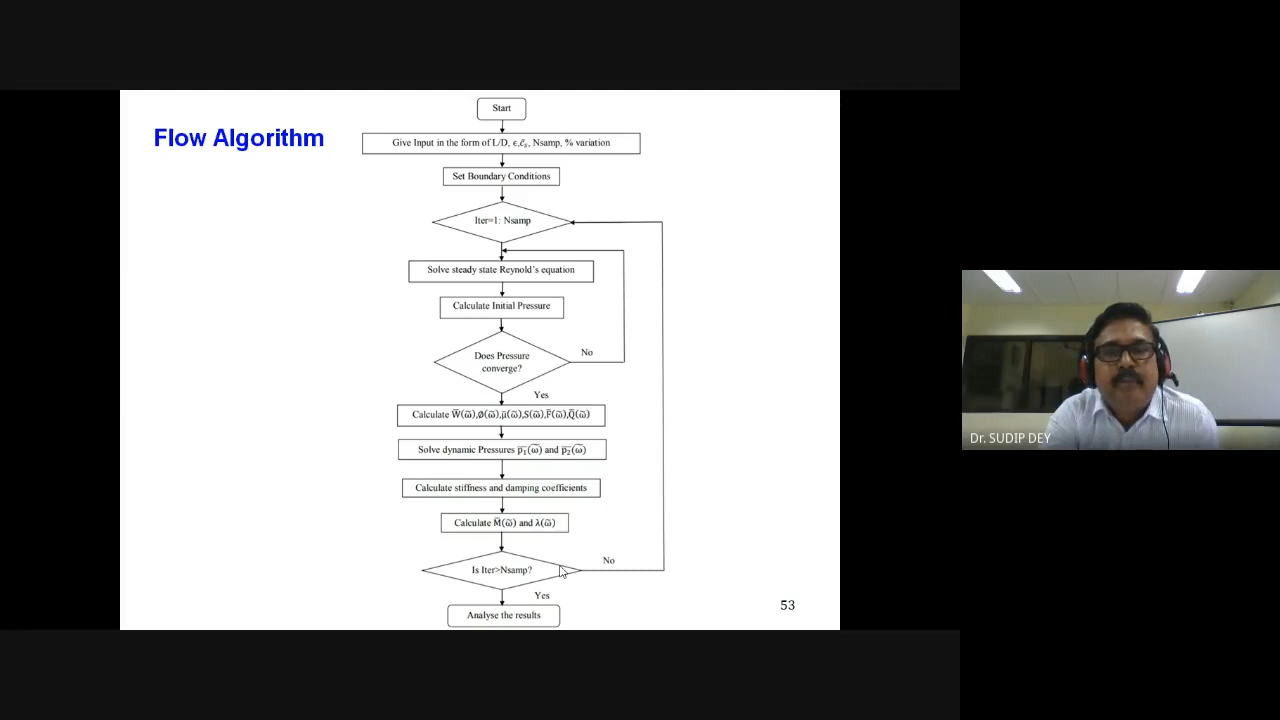 Flow Algorithm
Start
Give Input in the form of L/D, ϵ,c̄ₛ, Nsamp, % variation
Set Boundary Conditions
Iter=1: Nsamp
Solve steady state Reynold's equation
Calculate Initial Pressure
Does Pressure
converge?
No
Yes
Calculate W̅(ω̃),ø(ω̃),μ̅(ω̃),S(ω̃),F̅(ω̃),Q̅(ω̃)
Solve dynamic Pressures p̅₁(ω̃) and p̅₂(ω̃)
Calculate stiffness and damping coefficients
Calculate M̅(ω̃) and λ(ω̃)
Is Iter>Nsamp?
No
Yes
Analyse the results
53
Dr. SUDIP DEY